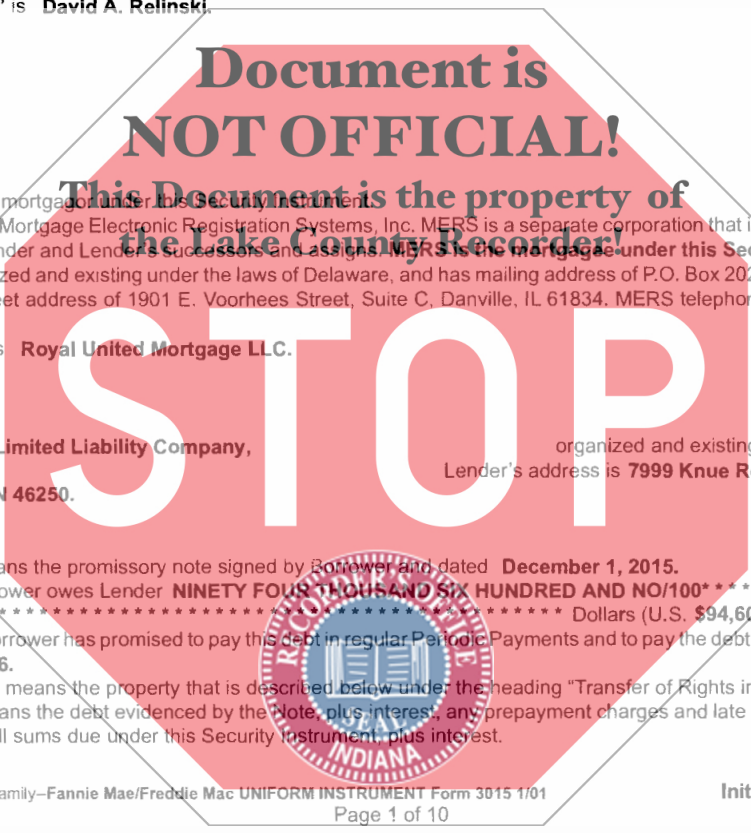 " is David A. Relinski.
Document is
NOT OFFICIAL!
This Document is the property of
the Lake County Recorder!
mortgagor under this Security Instrument.
Mortgage Electronic Registration Systems, Inc. MERS is a separate corporation that i
nder and Lender's successors and assigns. MERS is the mortgagee under this Sec
zed and existing under the laws of Delaware, and has mailing address of P.O. Box 202
eet address of 1901 E. Voorhees Street, Suite C, Danville, IL 61834. MERS telephon
s Royal United Mortgage LLC.
STOP
Limited Liability Company, organized and existing
Lender's address is 7999 Knue R
N 46250.
ans the promissory note signed by Borrower and dated December 1, 2015.
ower owes Lender NINETY FOUR THOUSAND SIX HUNDRED AND NO/100* * * *
* * * * * * * * * * * * * * * * * * * * * * * * * * * * * * * * * * * * * * * * * * * * * * Dollars (U.S. $94,60
orrower has promised to pay this debt in regular Periodic Payments and to pay the debt
6.
means the property that is described below under the heading “Transfer of Rights in
ans the debt evidenced by the Note, plus interest, any prepayment charges and late
ll sums due under this Security Instrument, plus interest.
RECORDER'S OFFICE
SEAL
INDIANA
amily–Fannie Mae/Freddie Mac UNIFORM INSTRUMENT Form 3015 1/01 Init
Page 1 of 10